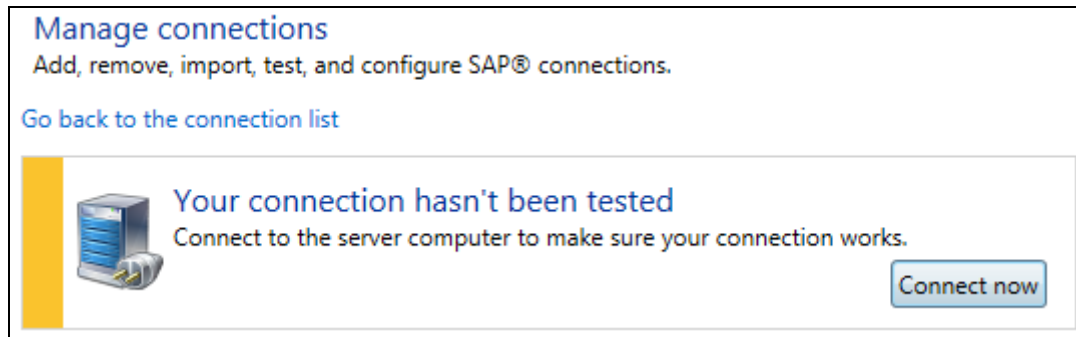 Manage connections
Add, remove, import, test, and configure SAP® connections.
Go back to the connection list
Your connection hasn't been tested
Connect to the server computer to make sure your connection works.
Connect now